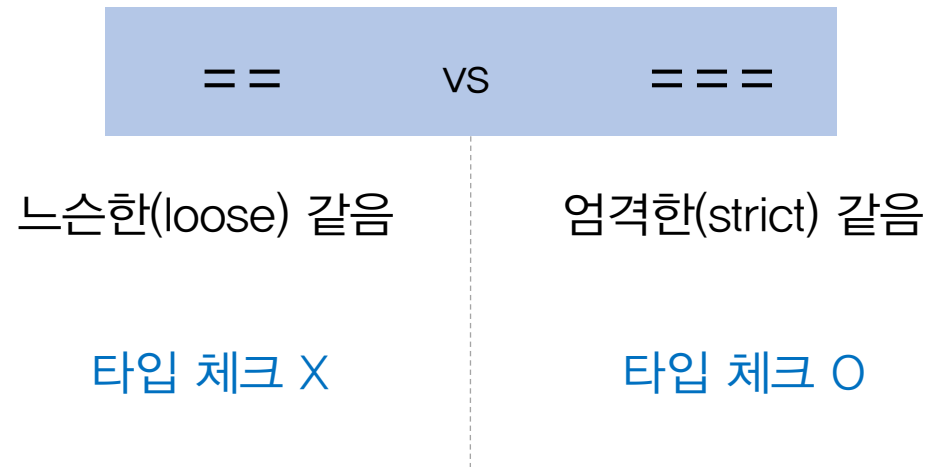 == vs ===
느슨한(loose) 같음 엄격한(strict) 같음
타입 체크 X 타입 체크 O